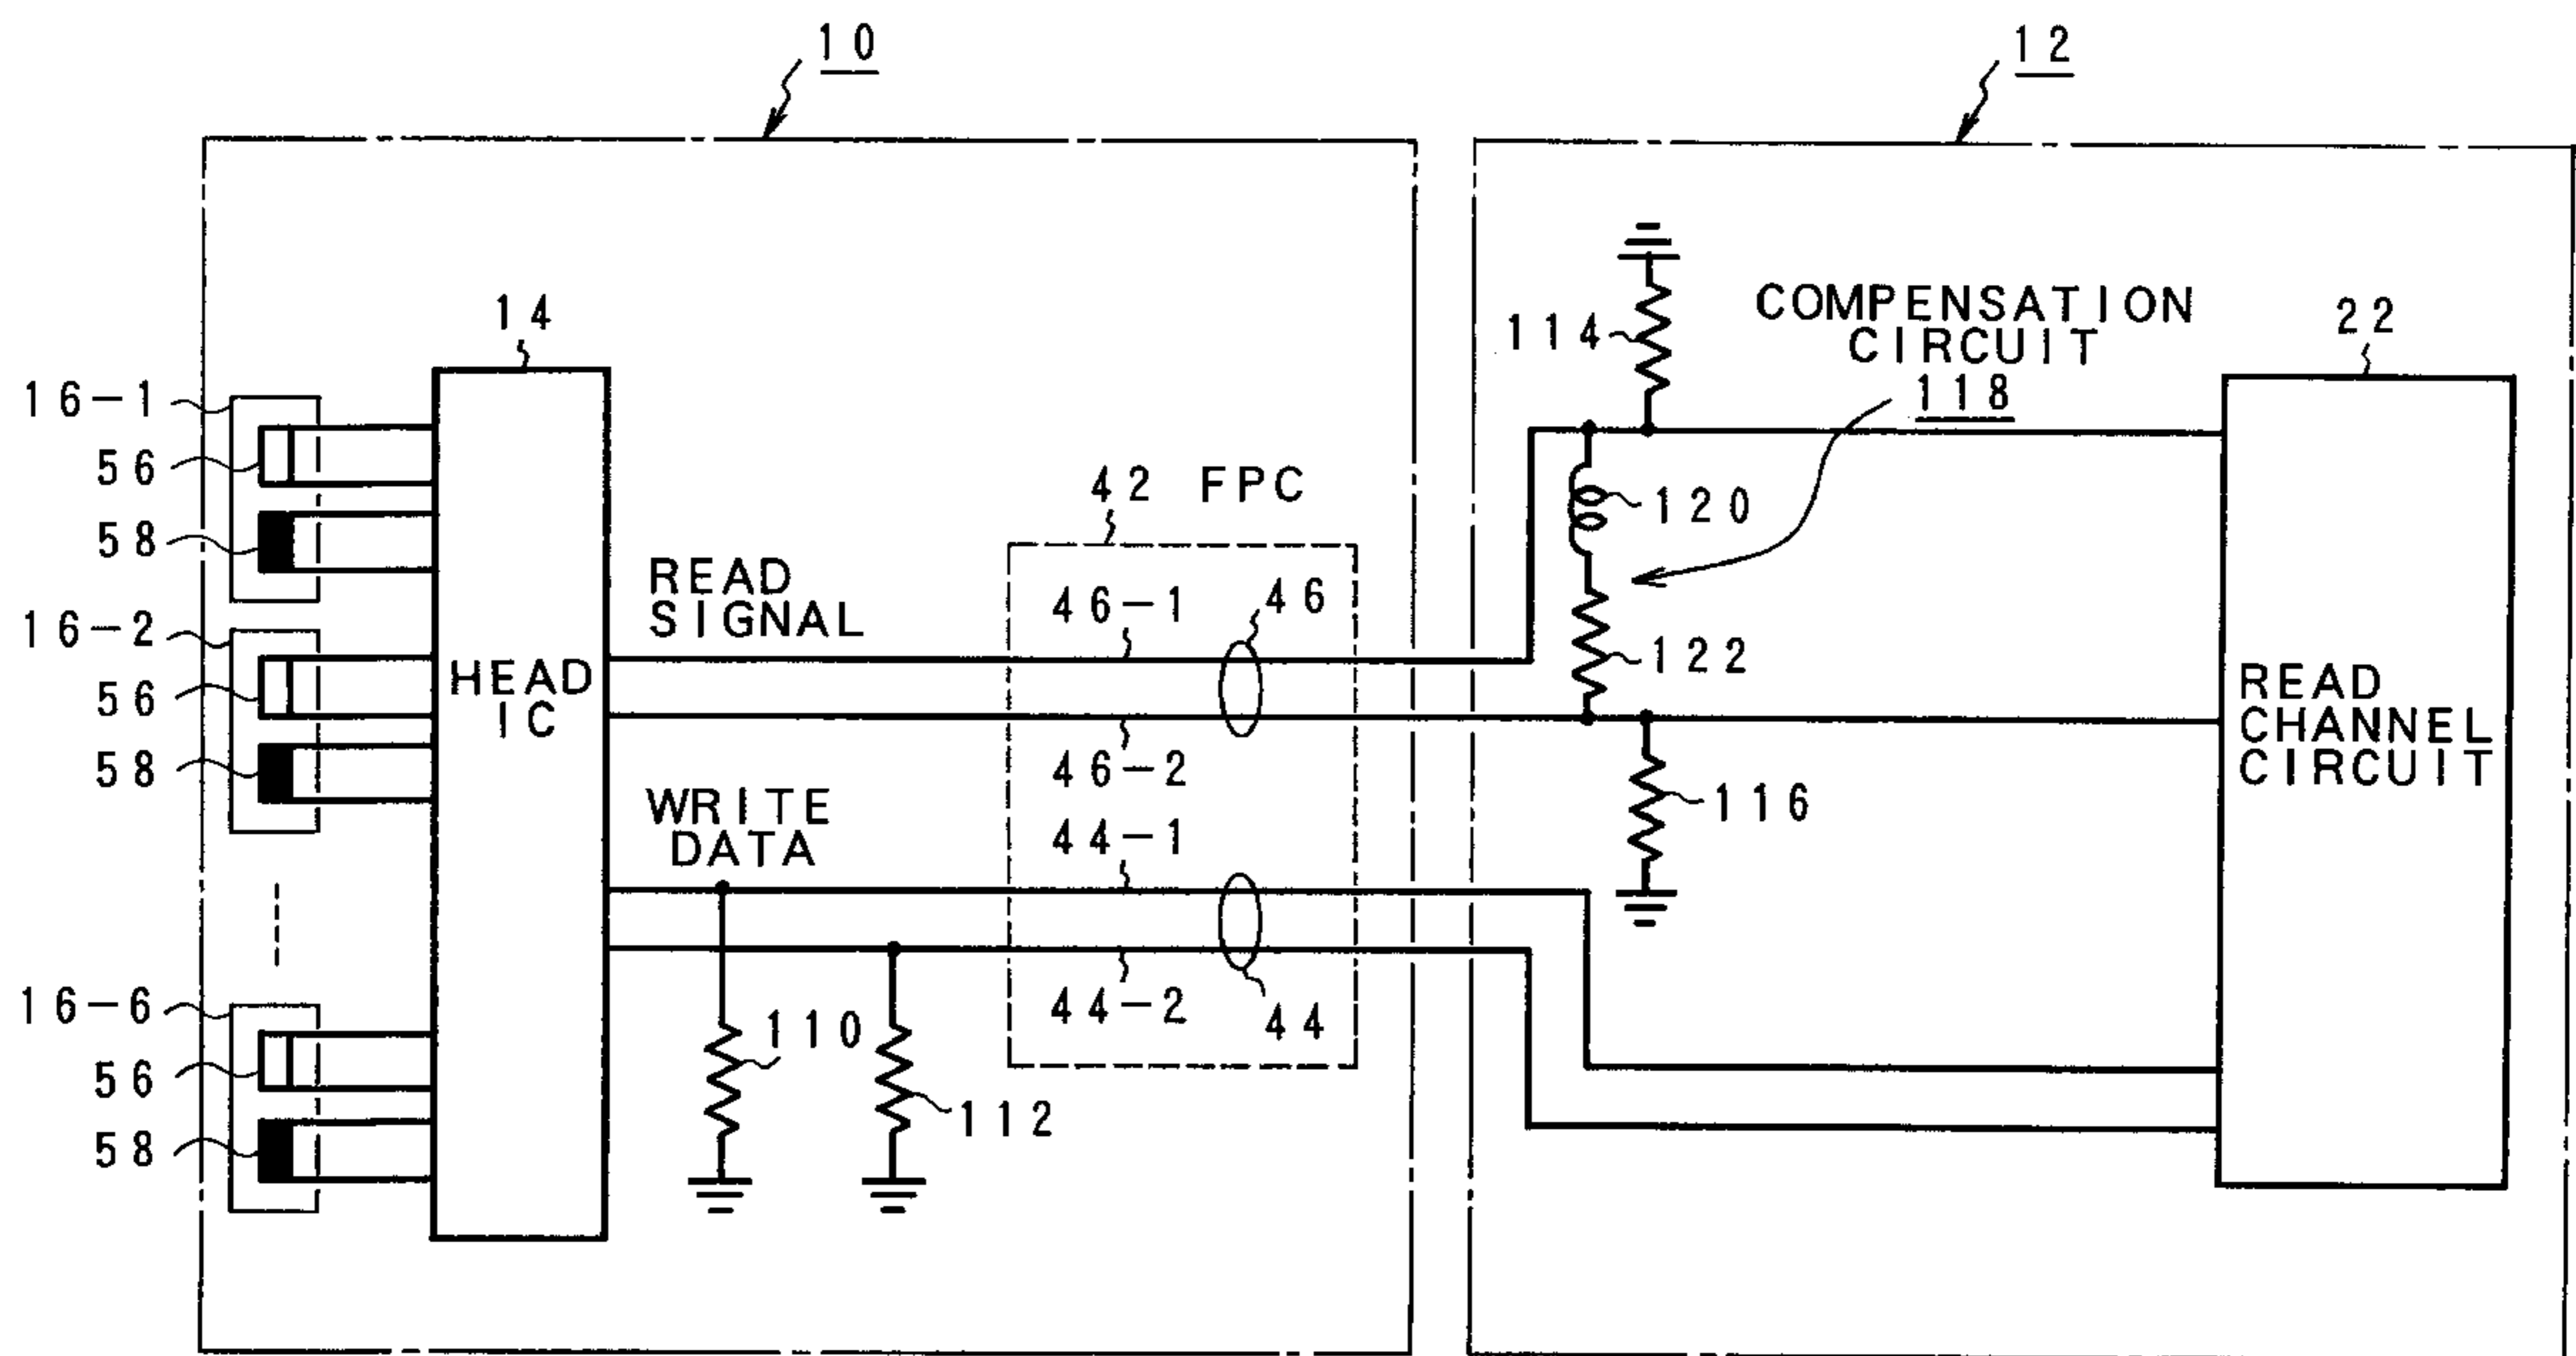 10
12
14
COMPENSATION
CIRCUIT
118
22
114
16-1
56
58
42 FPC
120
READ
SIGNAL
46-1
46
16-2
56
58
HEAD
IC
122
READ
CHANNEL
CIRCUIT
46-2
WRITE
DATA
44-1
116
16-6
56
58
44-2
44
110
112